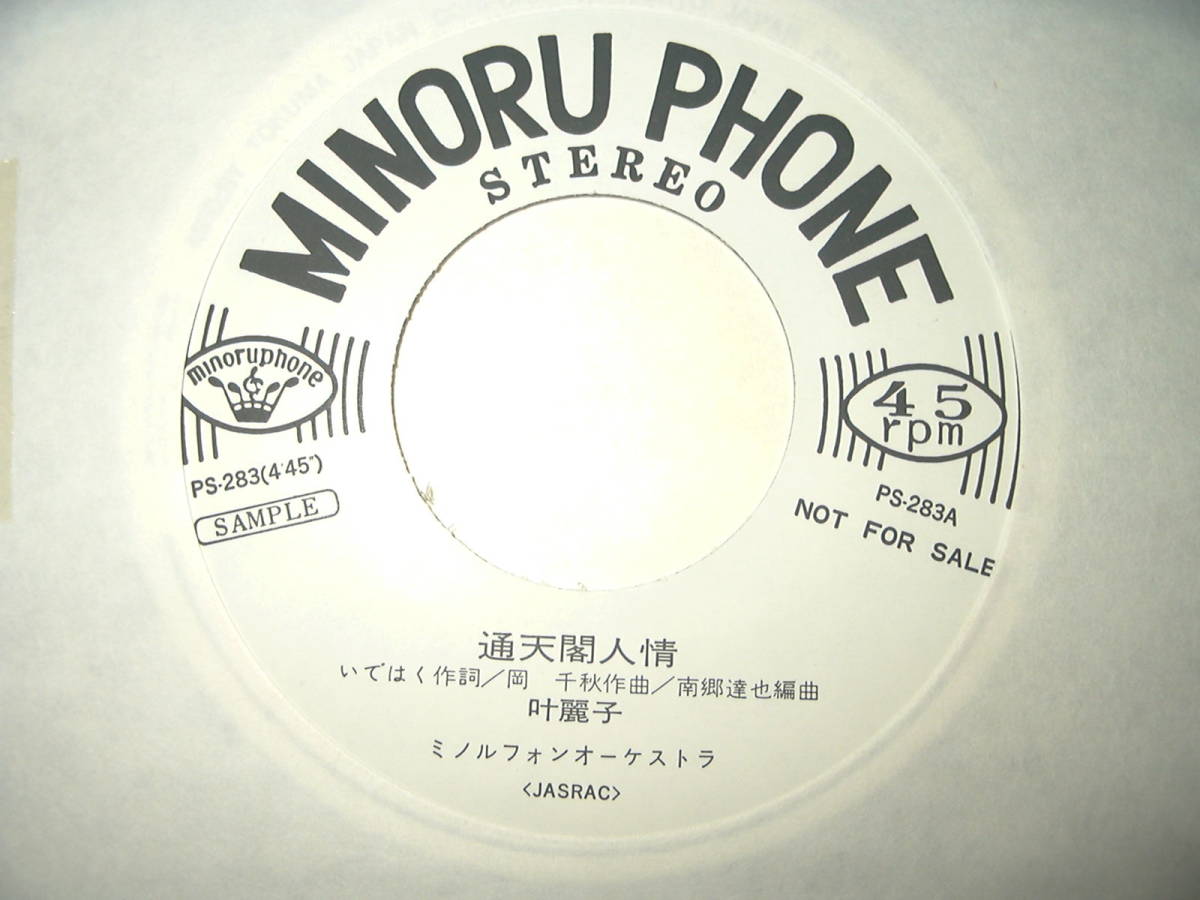 MINORU PHONE
STEREO
minoruphone
45
rpm
PS-283(4'45")
SAMPLE
PS-283A
NOT FOR SALE
通天閣人情
いではく作詞/岡 千秋作曲/南郷達也編曲
叶麗子
ミノルフォンオーケストラ
<JASRAC>